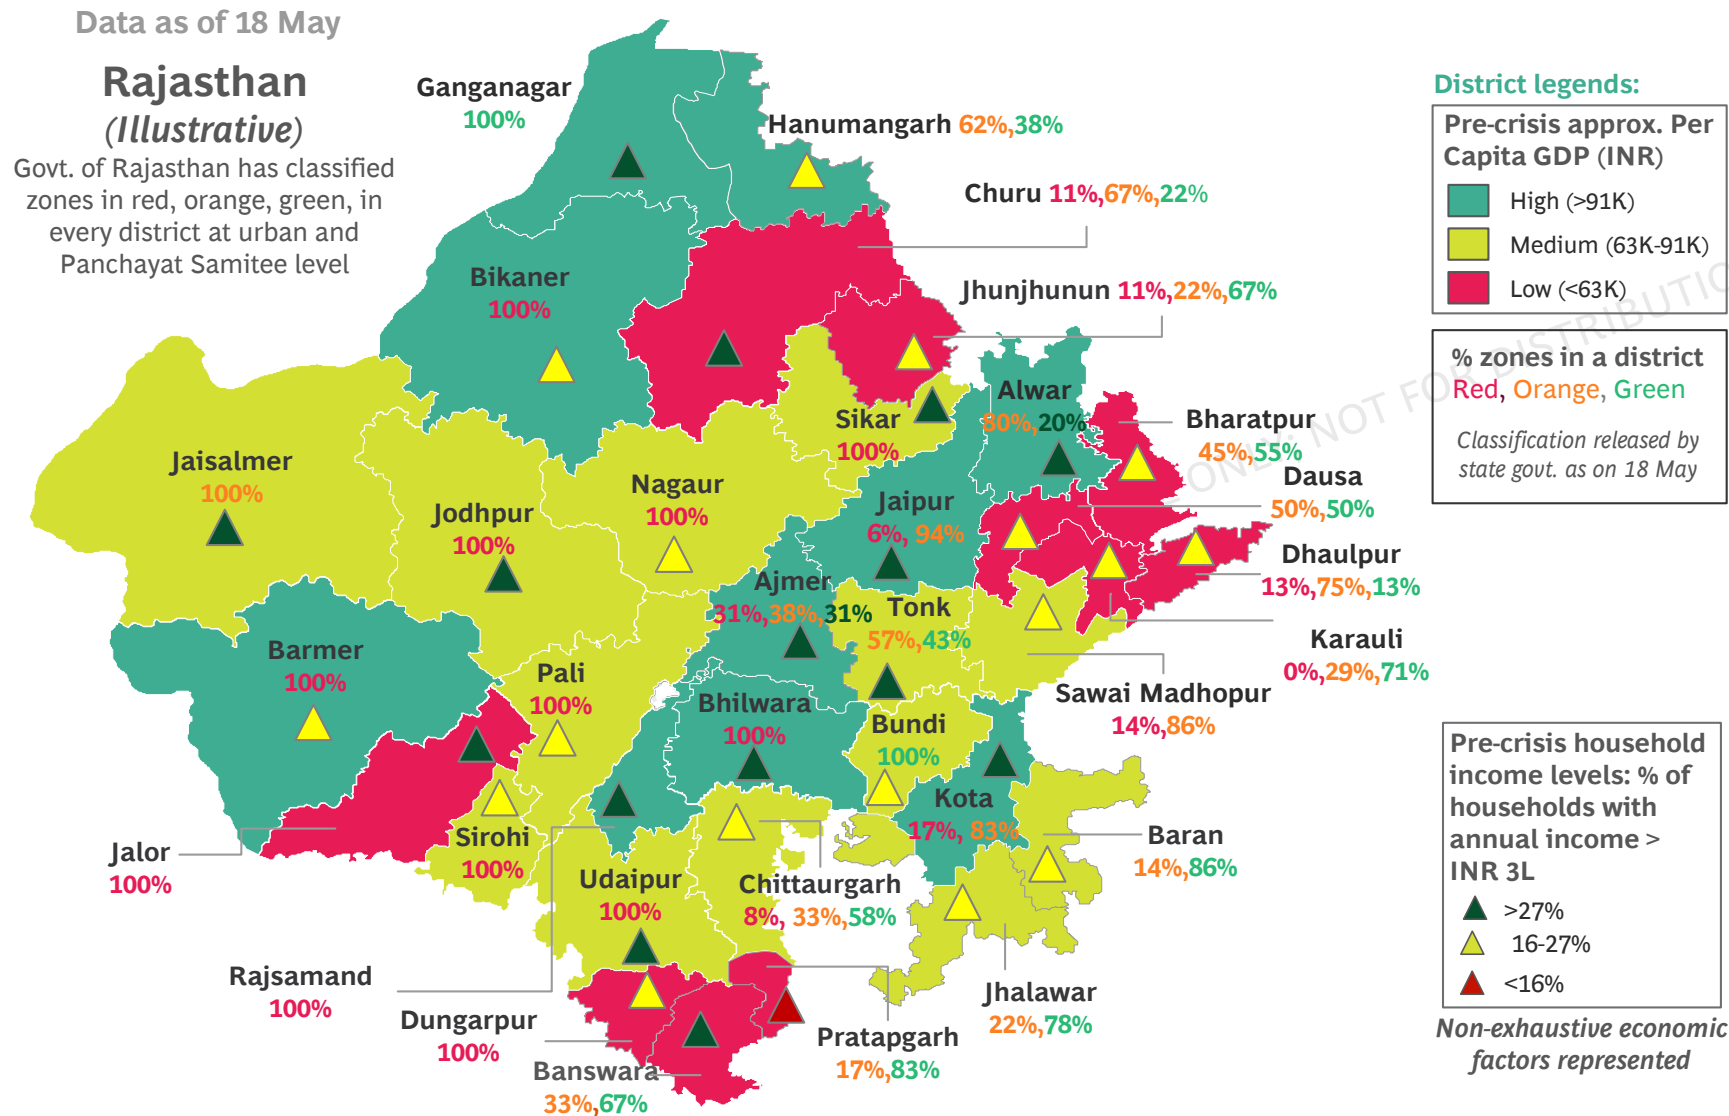 Data as of 18 May
Rajasthan
(Illustrative)
Govt. of Rajasthan has classified
zones in red, orange, green, in
every district at urban and
Panchayat Samitee level
Ganganagar
100%
Hanumangarh 62%,38%
Churu 11%,67%,22%
Bikaner
100%
Jhunjhunun 11%,22%,67%
Alwar
80%,20%
Sikar
100%
Bharatpur
45%,55%
Jaisalmer
100%
Dausa
50%,50%
Nagaur
100%
Jodhpur
100%
Jaipur
6%, 94%
Dhaulpur
13%,75%,13%
Ajmer
31%,38%,31%
Tonk
57%,43%
Karauli
0%,29%,71%
Barmer
100%
Pali
100%
Sawai Madhopur
14%,86%
Bhilwara
100%
Bundi
100%
Kota
17%, 83%
Baran
14%,86%
Jalor
100%
Sirohi
100%
Udaipur
100%
Chittaurgarh
8%, 33%,58%
Rajsamand
100%
Jhalawar
22%,78%
Dungarpur
100%
Pratapgarh
17%,83%
Banswara
33%,67%
District legends:
Pre-crisis approx. Per
Capita GDP (INR)
High (>91K)
Medium (63K-91K)
Low (<63K)
% zones in a district
Red, Orange, Green
Classification released by
state govt. as on 18 May
Pre-crisis household
income levels: % of
households with
annual income >
INR 3L
>27%
16-27%
<16%
Non-exhaustive economic
factors represented
ONLY: NOT FOR DISTRIBUTIO